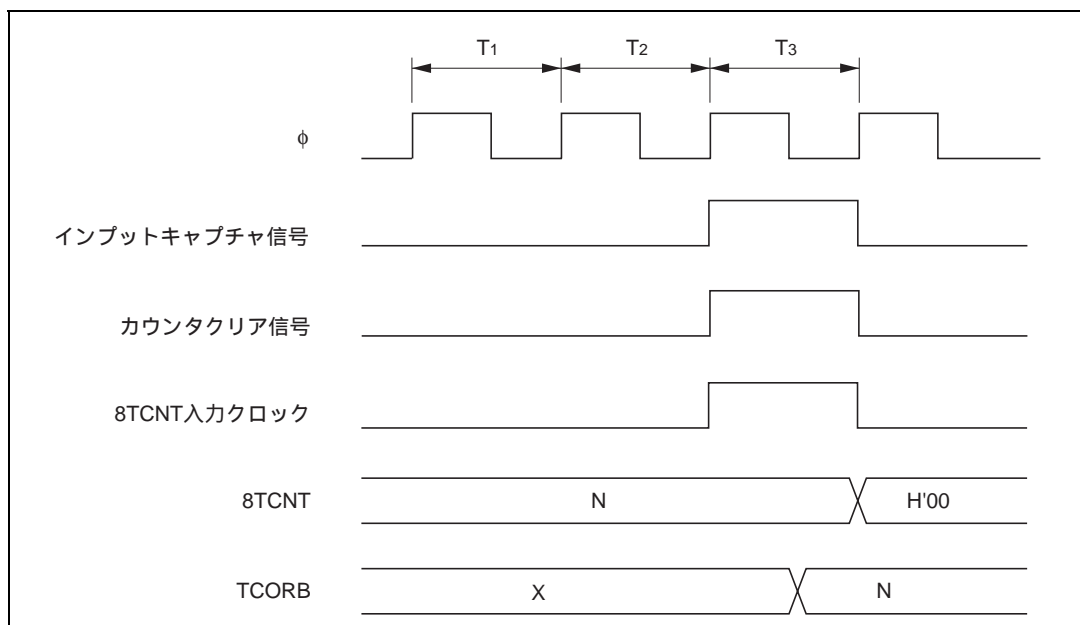 T1 T2 T3
φ
インプットキャプチャ信号
カウンタクリア信号
8TCNT入力クロック
8TCNT N H'00
TCORB X N